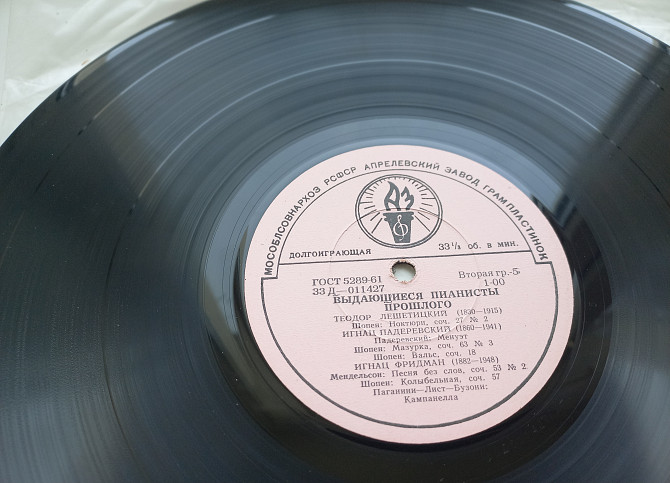 МОСОБЛСОВНАРХОЗ РСФСР АПРЕЛЕВСКИЙ ЗАВОД ГРАМПЛАСТИНОК
АЗ
ДОЛГОИГРАЮЩАЯ 33⅓ об. в мин.
ГОСТ 5289-61 Вторая гр.-5
33 Д—011427 1-00
ВЫДАЮЩИЕСЯ ПИАНИСТЫ
ПРОШЛОГО
ТЕОДОР ЛЕШЕТИЦКИЙ (1830—1915)
Шопен: Ноктюрн, соч. 27 № 2
ИГНАЦ ПАДЕРЕВСКИЙ (1860—1941)
Падеревский: Менуэт
Шопен: Мазурка, соч. 63 № 3
Шопен: Вальс, соч. 18
ИГНАЦ ФРИДМАН (1882—1948)
Мендельсон: Песня без слов, соч. 53 № 2
Шопен: Колыбельная, соч. 57
Паганини—Лист—Бузони:
Кампанелла